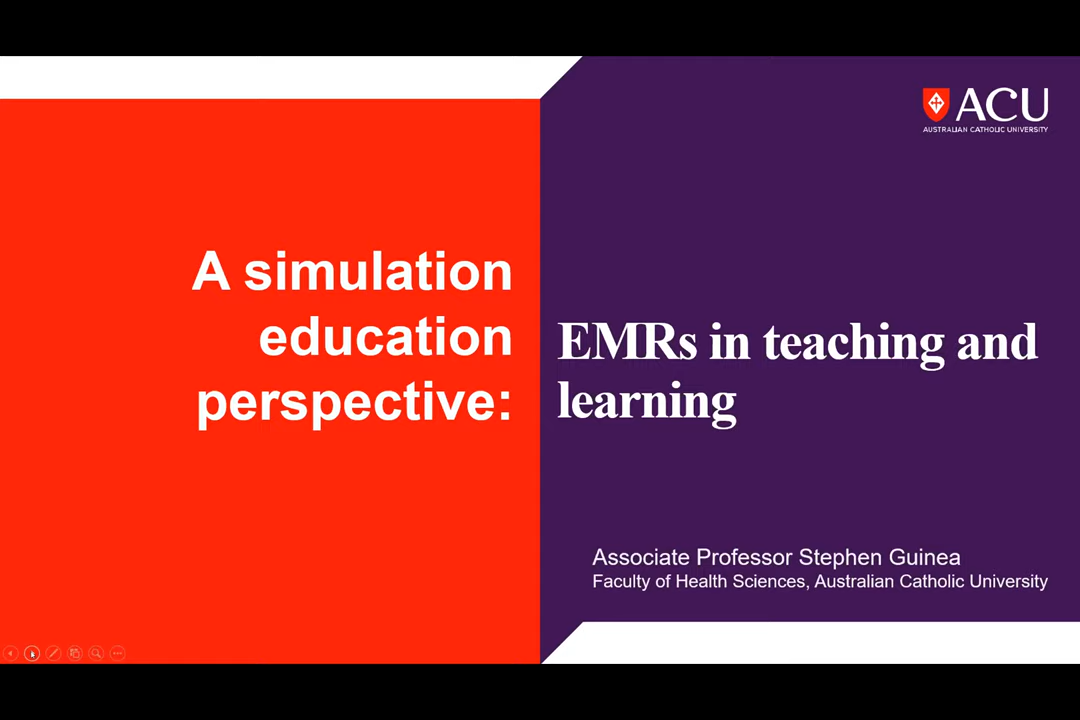 ACU
AUSTRALIAN CATHOLIC UNIVERSITY
A simulation
education
perspective:
EMRs in teaching and
learning
Associate Professor Stephen Guinea
Faculty of Health Sciences, Australian Catholic University